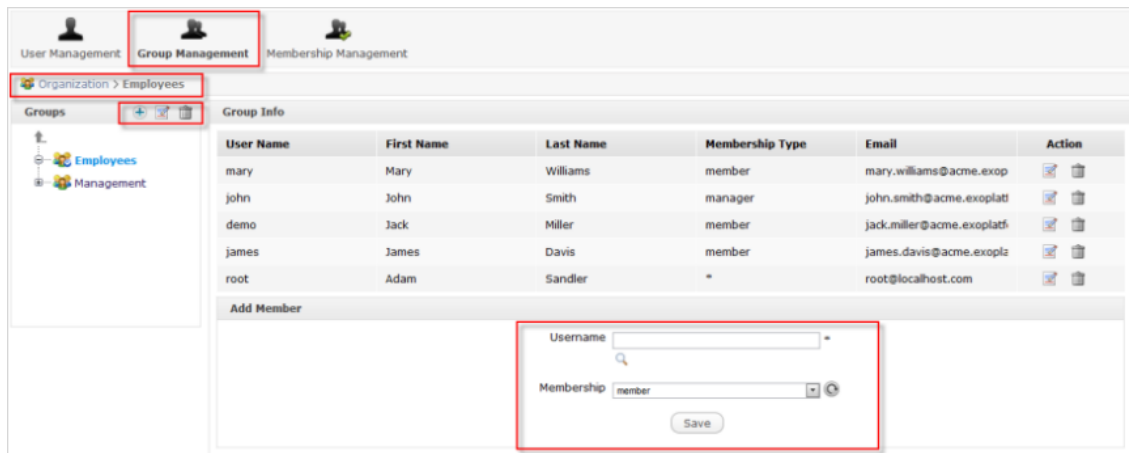 User Management Group Management Membership Management
Organization > Employees
Groups
Employees
Management
Group Info
User Name First Name Last Name Membership Type Email Action
mary Mary Williams member mary.williams@acme.exop
john John Smith manager john.smith@acme.exoplatf
demo Jack Miller member jack.miller@acme.exoplatf
james James Davis member james.davis@acme.exopla
root Adam Sandler * root@localhost.com
Add Member
Username *
Membership member
Save